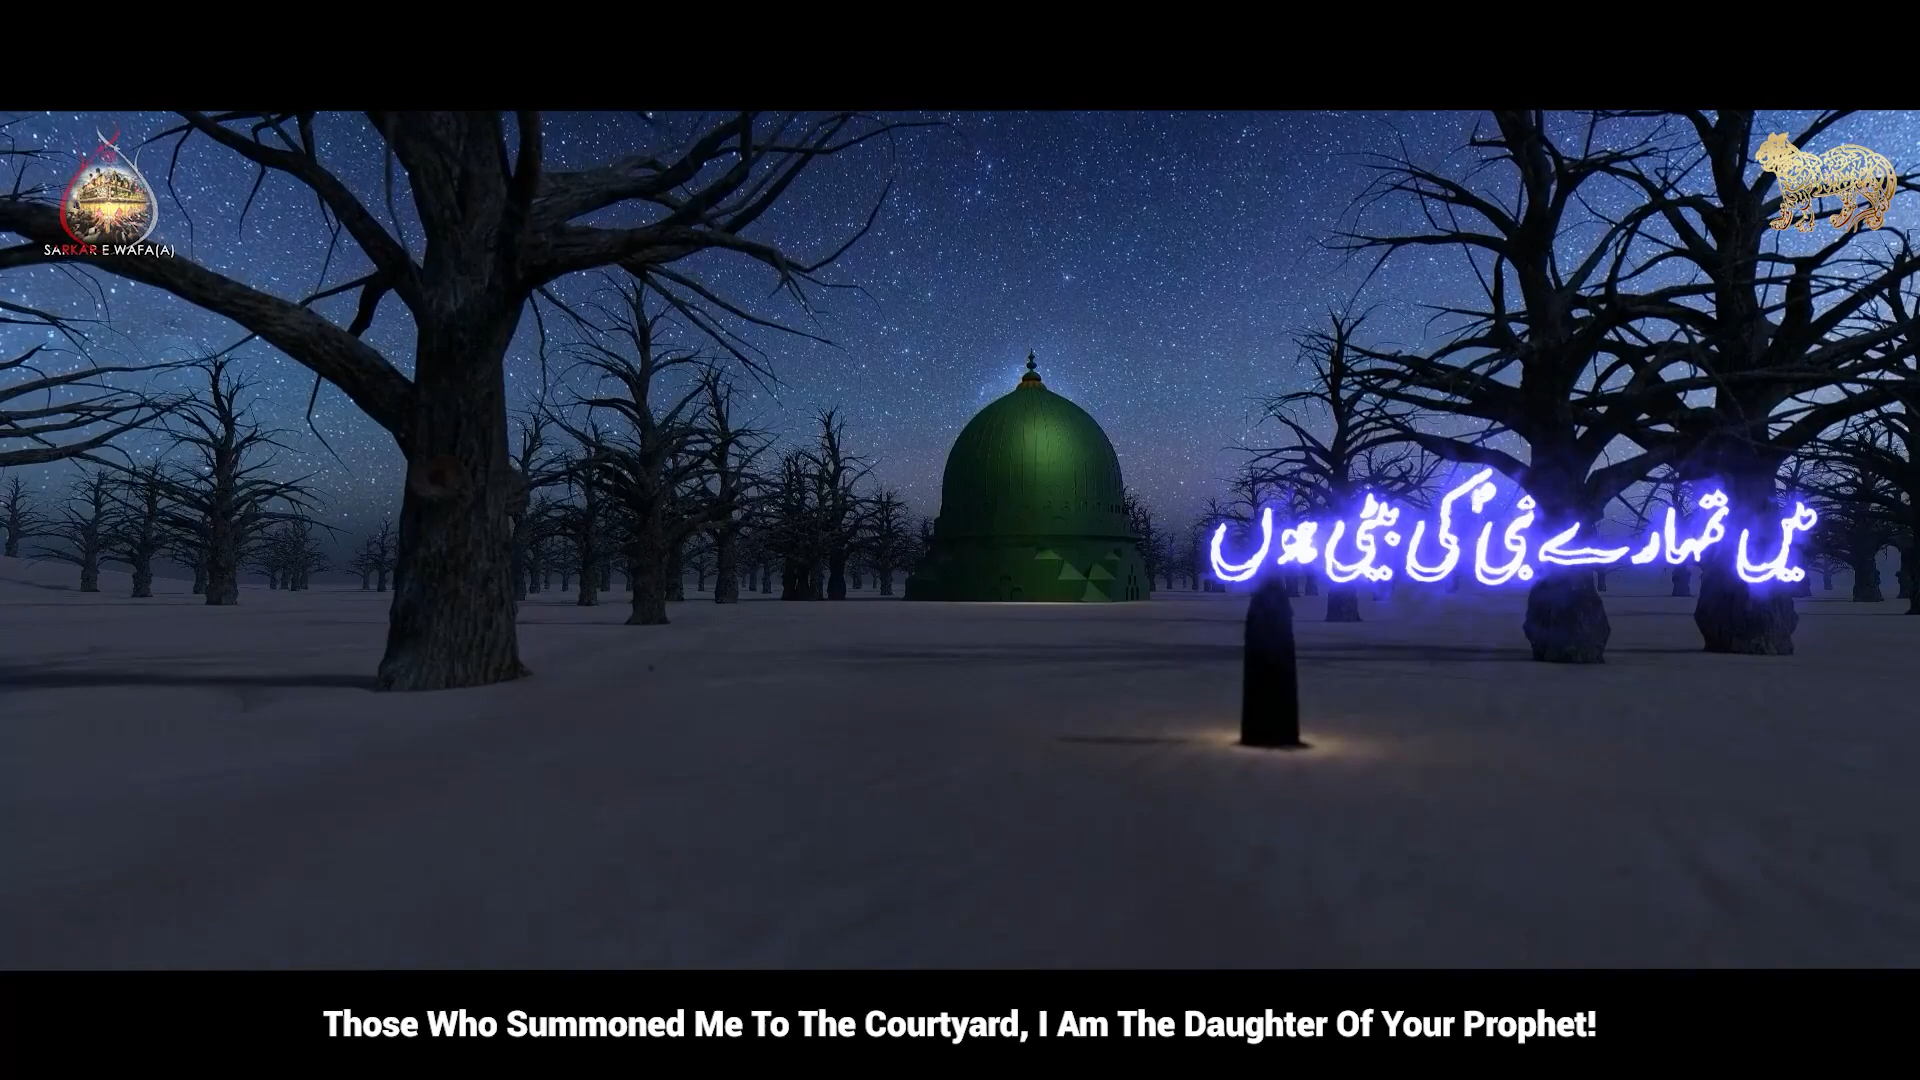 SARKAR E WAFA(A)
میں تمہارے نبیؐ کی بیٹی ہوں
Those Who Summoned Me To The Courtyard, I Am The Daughter Of Your Prophet!